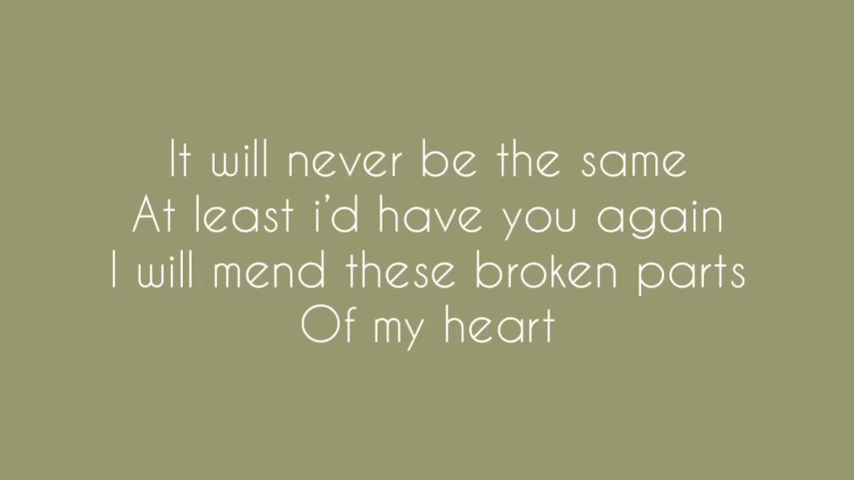 It will never be the same
At least i'd have you again
I will mend these broken parts
Of my heart